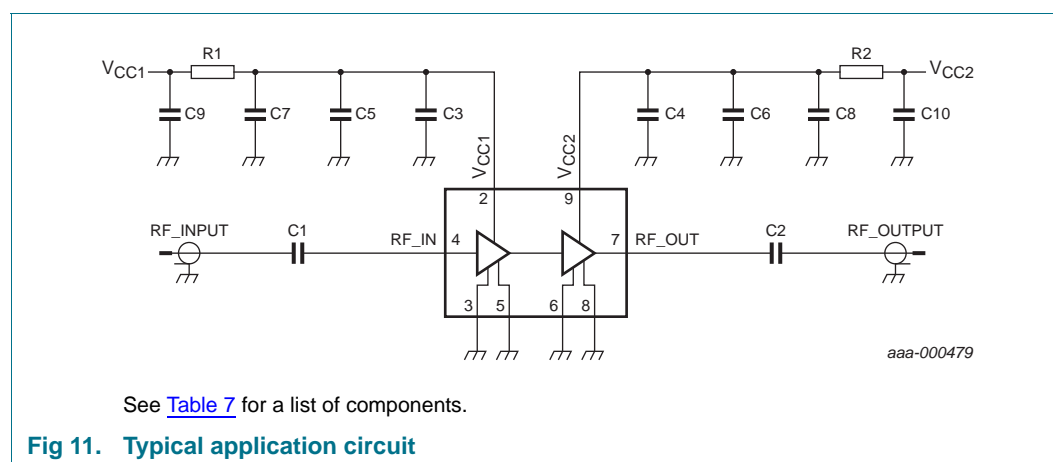 R1
R2
VCC1
VCC2
C9
C7
C5
C3
C4
C6
C8
C10
VCC1
VCC2
2
9
RF_INPUT
C1
RF_IN
4
7
RF_OUT
C2
RF_OUTPUT
3
5
6
8
aaa-000479
See Table 7 for a list of components.
Fig 11. Typical application circuit